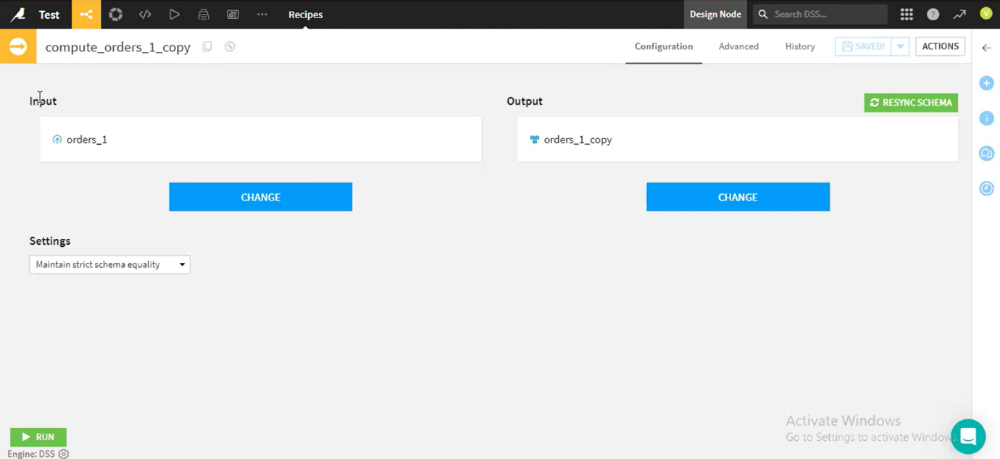 Test Recipes Design Node Search DSS...
compute_orders_1_copy Configuration Advanced History SAVED! ACTIONS
Input Output RESYNC SCHEMA
orders_1 orders_1_copy
CHANGE CHANGE
Settings
Maintain strict schema equality
Activate Windows
RUN Go to Settings to activate Windows
Engine: DSS